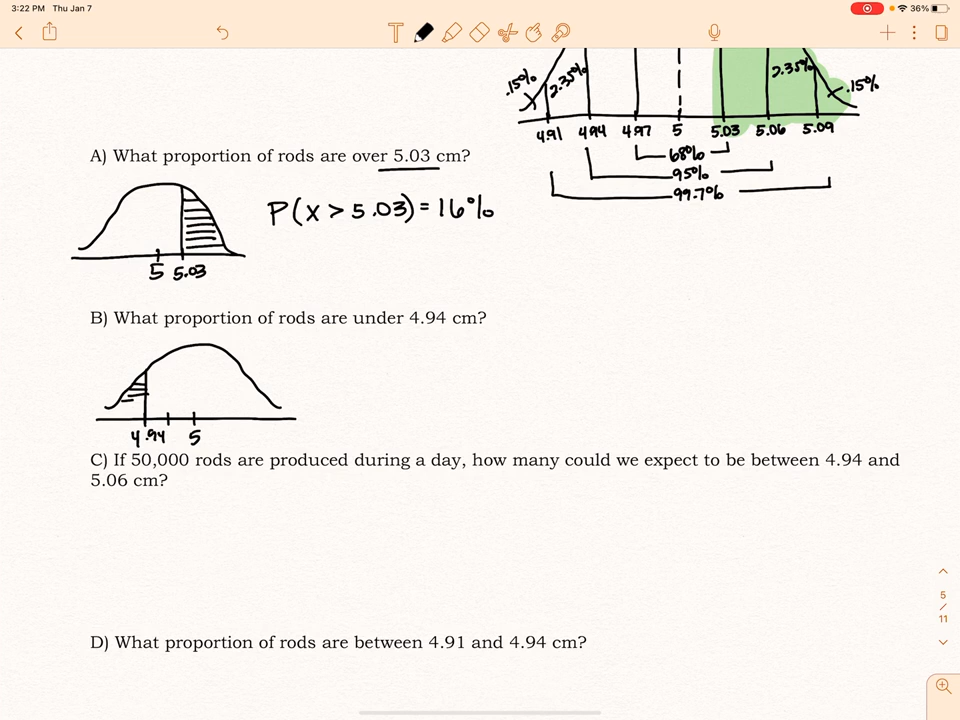 3:22 PM Thu Jan 7
36%
.15%
2.35%
2.35%
.15%
4.91 4.94 4.97 5 5.03 5.06 5.09
68%
95%
99.7%
A) What proportion of rods are over 5.03 cm?
P(X > 5.03) = 16%
5 5.03
B) What proportion of rods are under 4.94 cm?
4.94 5
C) If 50,000 rods are produced during a day, how many could we expect to be between 4.94 and
5.06 cm?
5
/
11
D) What proportion of rods are between 4.91 and 4.94 cm?